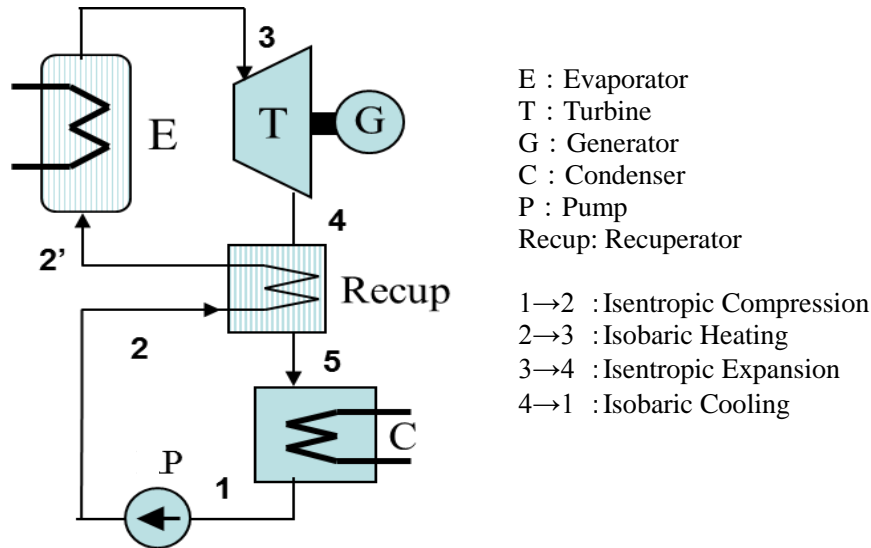 3
E
T
G
4
2’
Recup
2
5
C
P
1
E : Evaporator
T : Turbine
G : Generator
C : Condenser
P : Pump
Recup: Recuperator
1→2 : Isentropic Compression
2→3 : Isobaric Heating
3→4 : Isentropic Expansion
4→1 : Isobaric Cooling